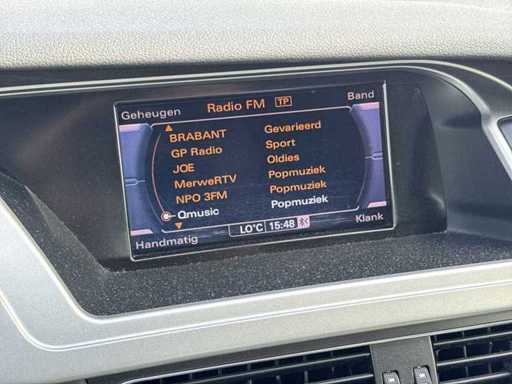 Geheugen Radio FM TP Band
BRABANT Gevarieerd
GP Radio Sport
JOE Oldies
MerweRTV Popmuziek
NPO 3FM Popmuziek
Qmusic Popmuziek
Handmatig LO°C 15:48 Klank